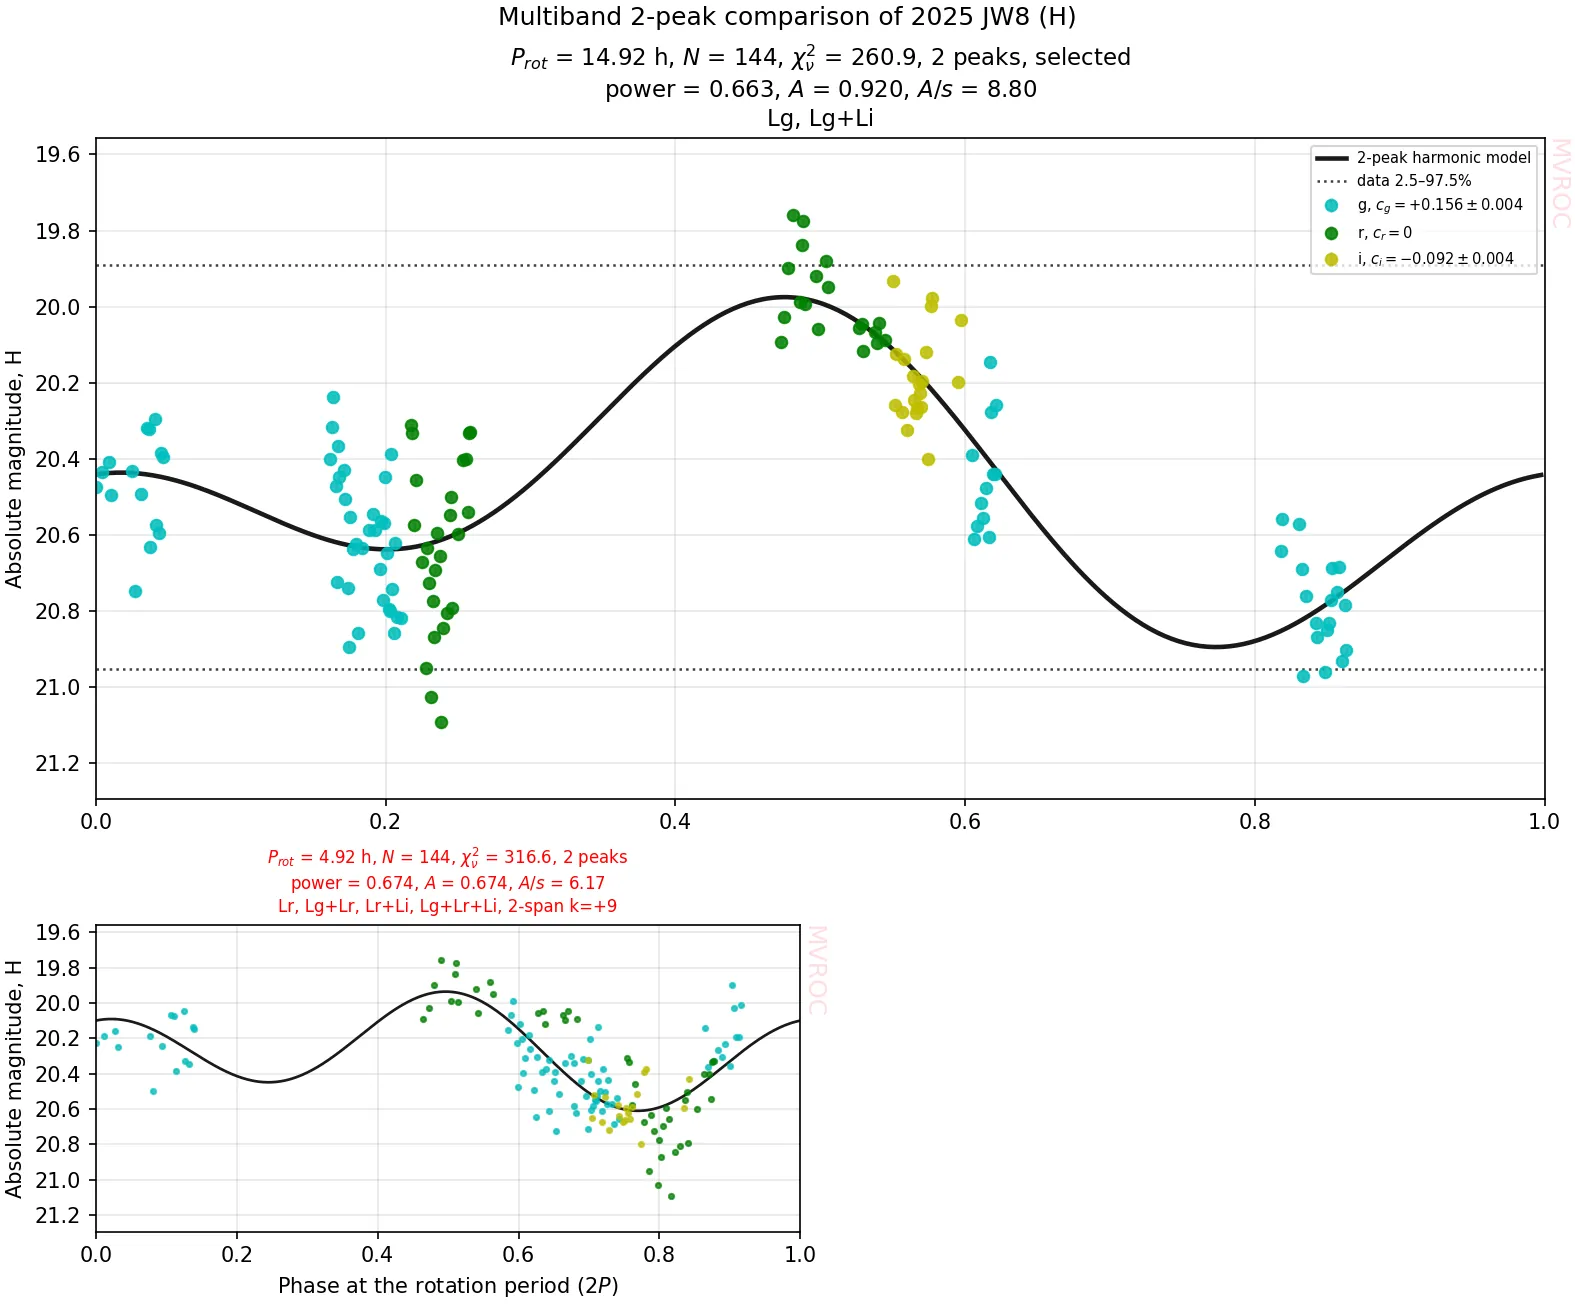 Multiband 2-peak comparison of 2025 JW8 (H)
P_rot = 14.92 h, N = 144, χ²_ν = 260.9, 2 peaks, selected
power = 0.663, A = 0.920, A/s = 8.80
Lg, Lg+Li
2-peak harmonic model
data 2.5–97.5%
g, c_g = +0.156 ± 0.004
r, c_r = 0
i, c_i = −0.092 ± 0.004
MVROC
Absolute magnitude, H
19.6
19.8
20.0
20.2
20.4
20.6
20.8
21.0
21.2
0.0 0.2 0.4 0.6 0.8 1.0
P_rot = 4.92 h, N = 144, χ²_ν = 316.6, 2 peaks
power = 0.674, A = 0.674, A/s = 6.17
Lr, Lg+Lr, Lr+Li, Lg+Lr+Li, 2-span k=+9
MVROC
Absolute magnitude, H
19.6
19.8
20.0
20.2
20.4
20.6
20.8
21.0
21.2
0.0 0.2 0.4 0.6 0.8 1.0
Phase at the rotation period (2P)